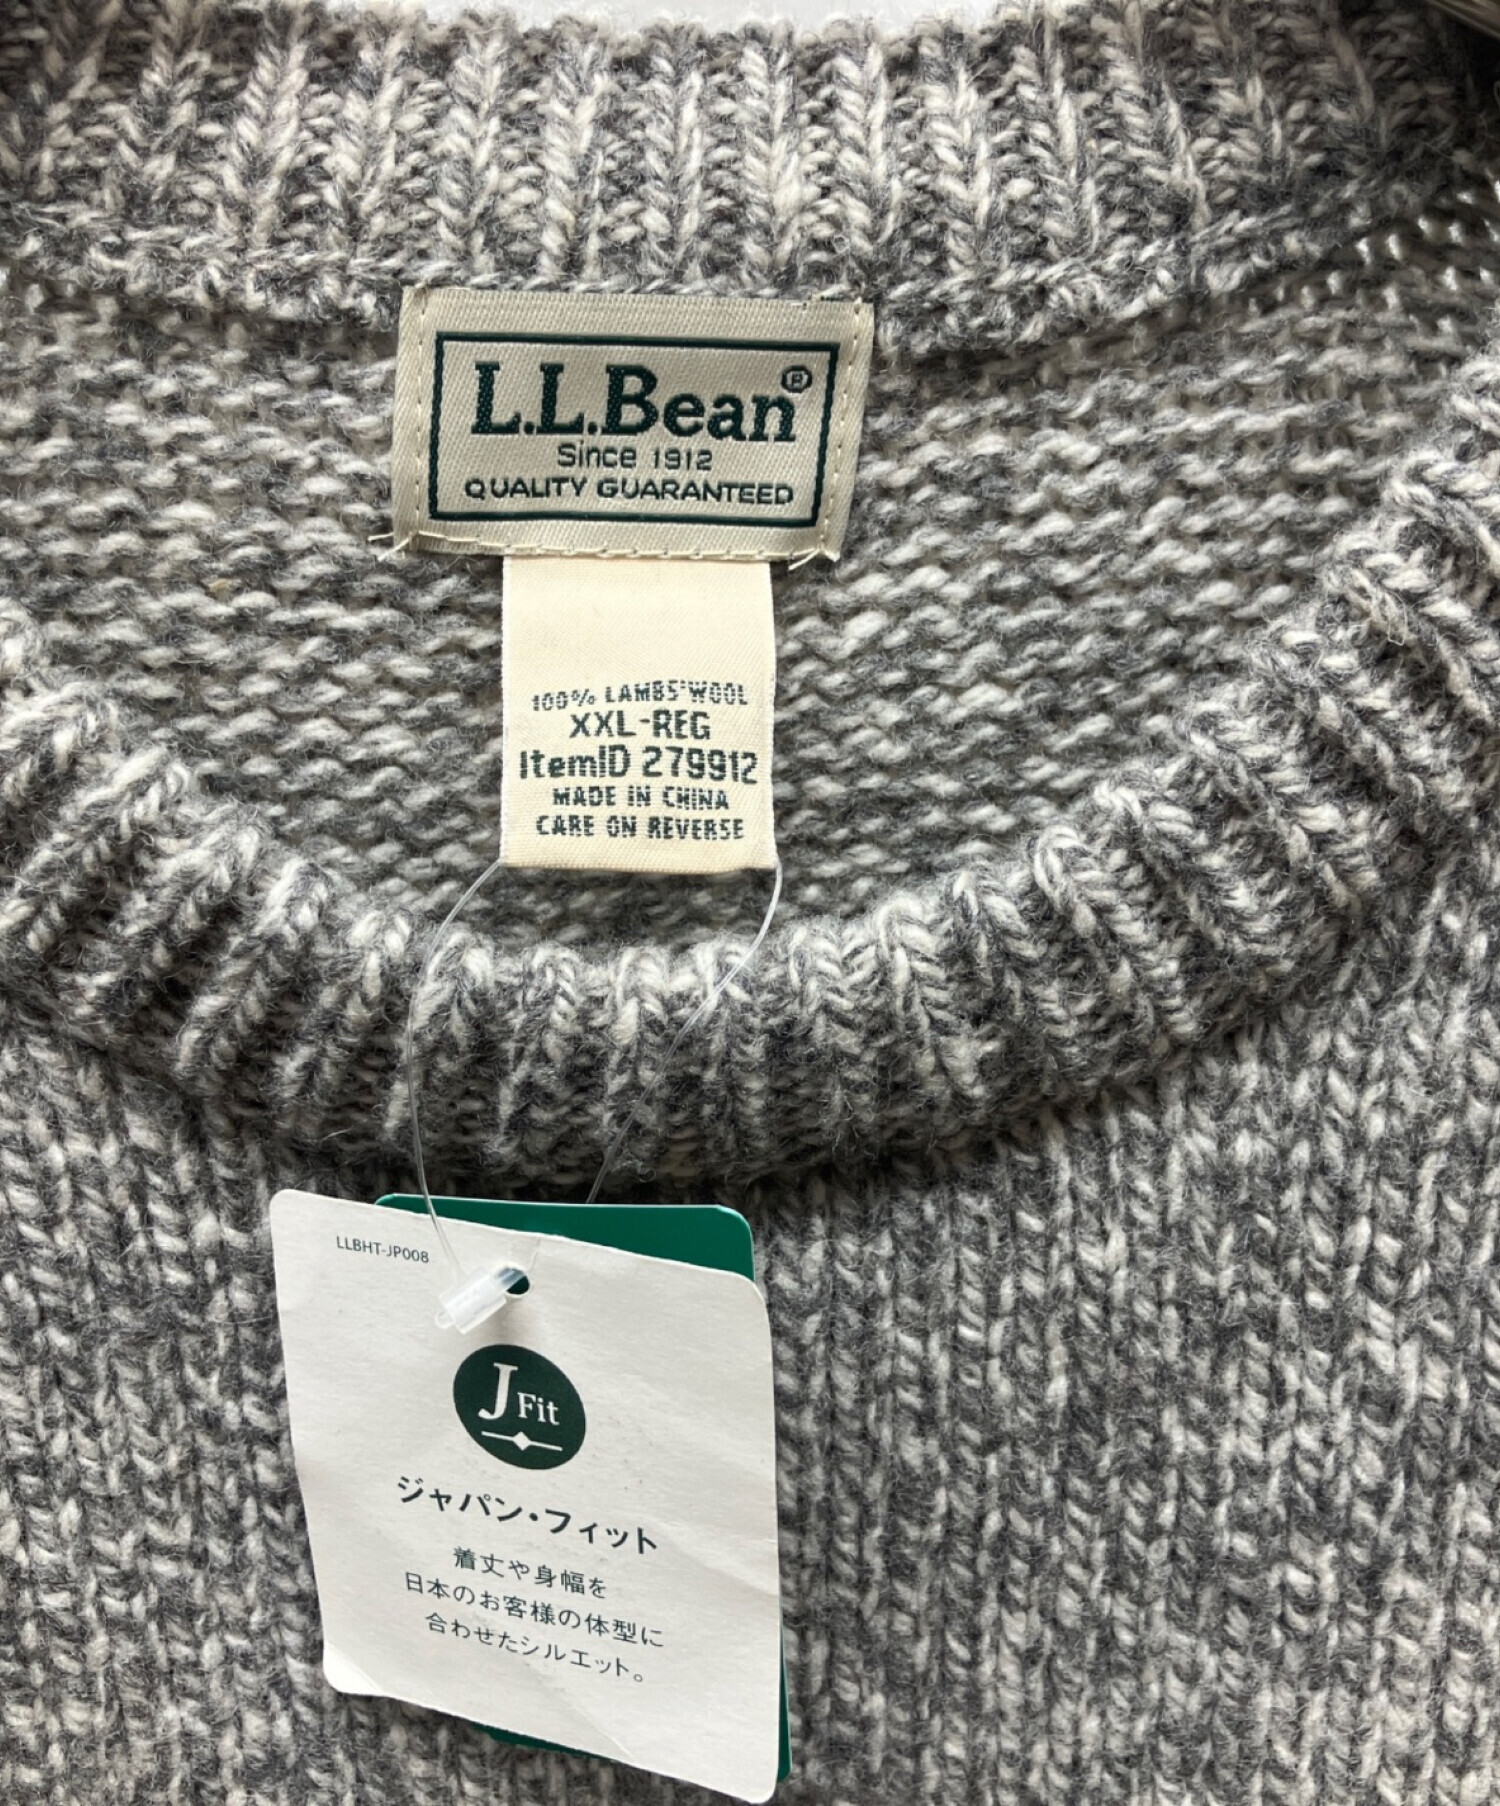 L.L.Bean®
Since 1912
QUALITY GUARANTEED
100% LAMBS'WOOL
XXL-REG
ItemID 279912
MADE IN CHINA
CARE ON REVERSE
LLBHT-JP008
J Fit
ジャパン・フィット
着丈や身幅を
日本のお客様の体型に
合わせたシルエット。